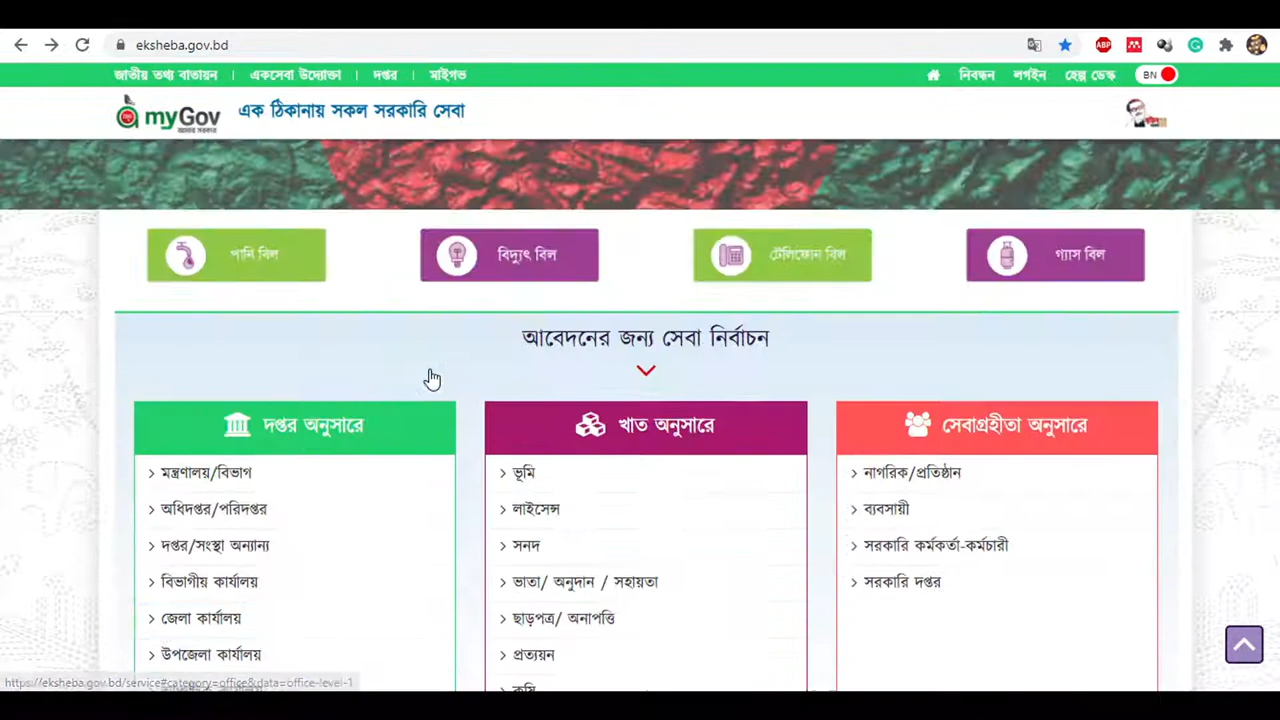 eksheba.gov.bd
জাতীয় তথ্য বাতায়ন | একসেবা উদ্যোক্তা | দপ্তর | মাইগভ নিবন্ধন লগইন হেল্প ডেস্ক BN
myGov
আমার সরকার
এক ঠিকানায় সকল সরকারি সেবা
পানি বিল বিদ্যুৎ বিল টেলিফোন বিল গ্যাস বিল
আবেদনের জন্য সেবা নির্বাচন
দপ্তর অনুসারে
মন্ত্রণালয়/বিভাগ
অধিদপ্তর/পরিদপ্তর
দপ্তর/সংস্থা অন্যান্য
বিভাগীয় কার্যালয়
জেলা কার্যালয়
উপজেলা কার্যালয়
খাত অনুসারে
ভূমি
লাইসেন্স
সনদ
ভাতা/ অনুদান / সহায়তা
ছাড়পত্র/ অনাপত্তি
প্রত্যয়ন
কৃষি
সেবাগ্রহীতা অনুসারে
নাগরিক/প্রতিষ্ঠান
ব্যবসায়ী
সরকারি কর্মকর্তা-কর্মচারী
সরকারি দপ্তর
https://eksheba.gov.bd/service#category=office&data=office-level-1